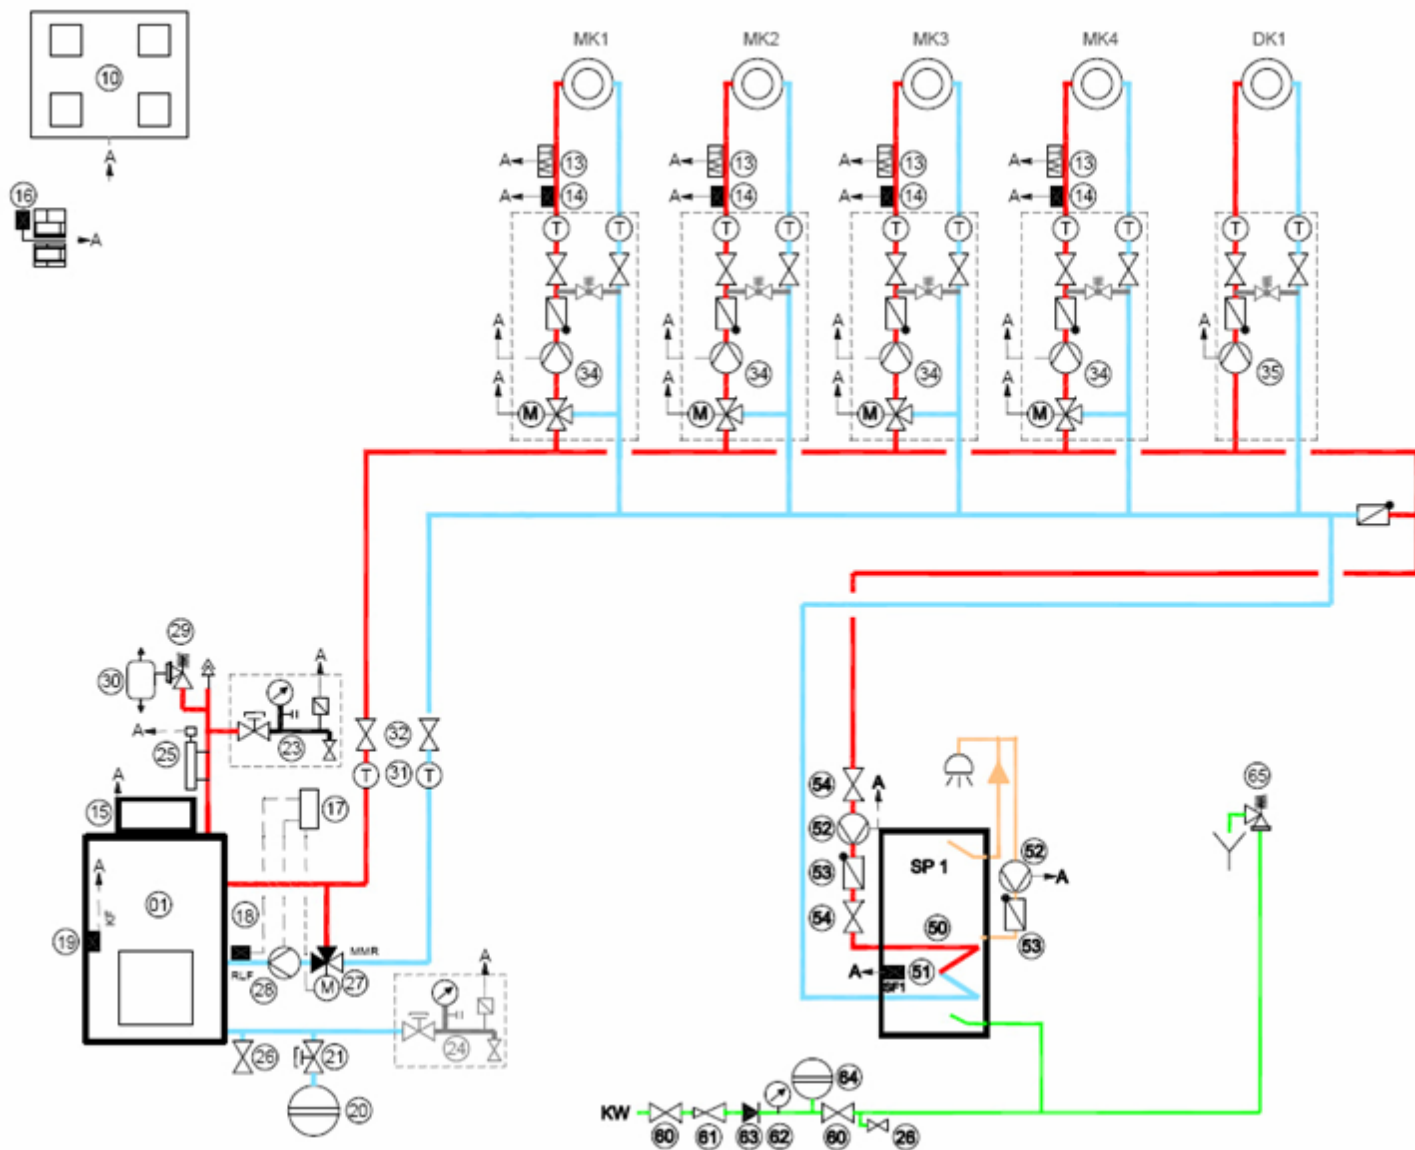 MK1 MK2 MK3 MK4 DK1
10
A
16
A
A 13 A 13 A 13 A 13
A 14 A 14 A 14 A 14
T T T T T T T T T T
A A A A A
34 34 34 34 35
A A A A
M M M M
29
30
A
A
25
23
32
31 T T
A
15
17
A
01
KF
19
18
RLF
28
MMR
27
M
A
26
21
24
20
54
A
52
53
54
SP 1
50
A
51
SF1
52
A
53
65
KW
64
60 61 63 62 60 26